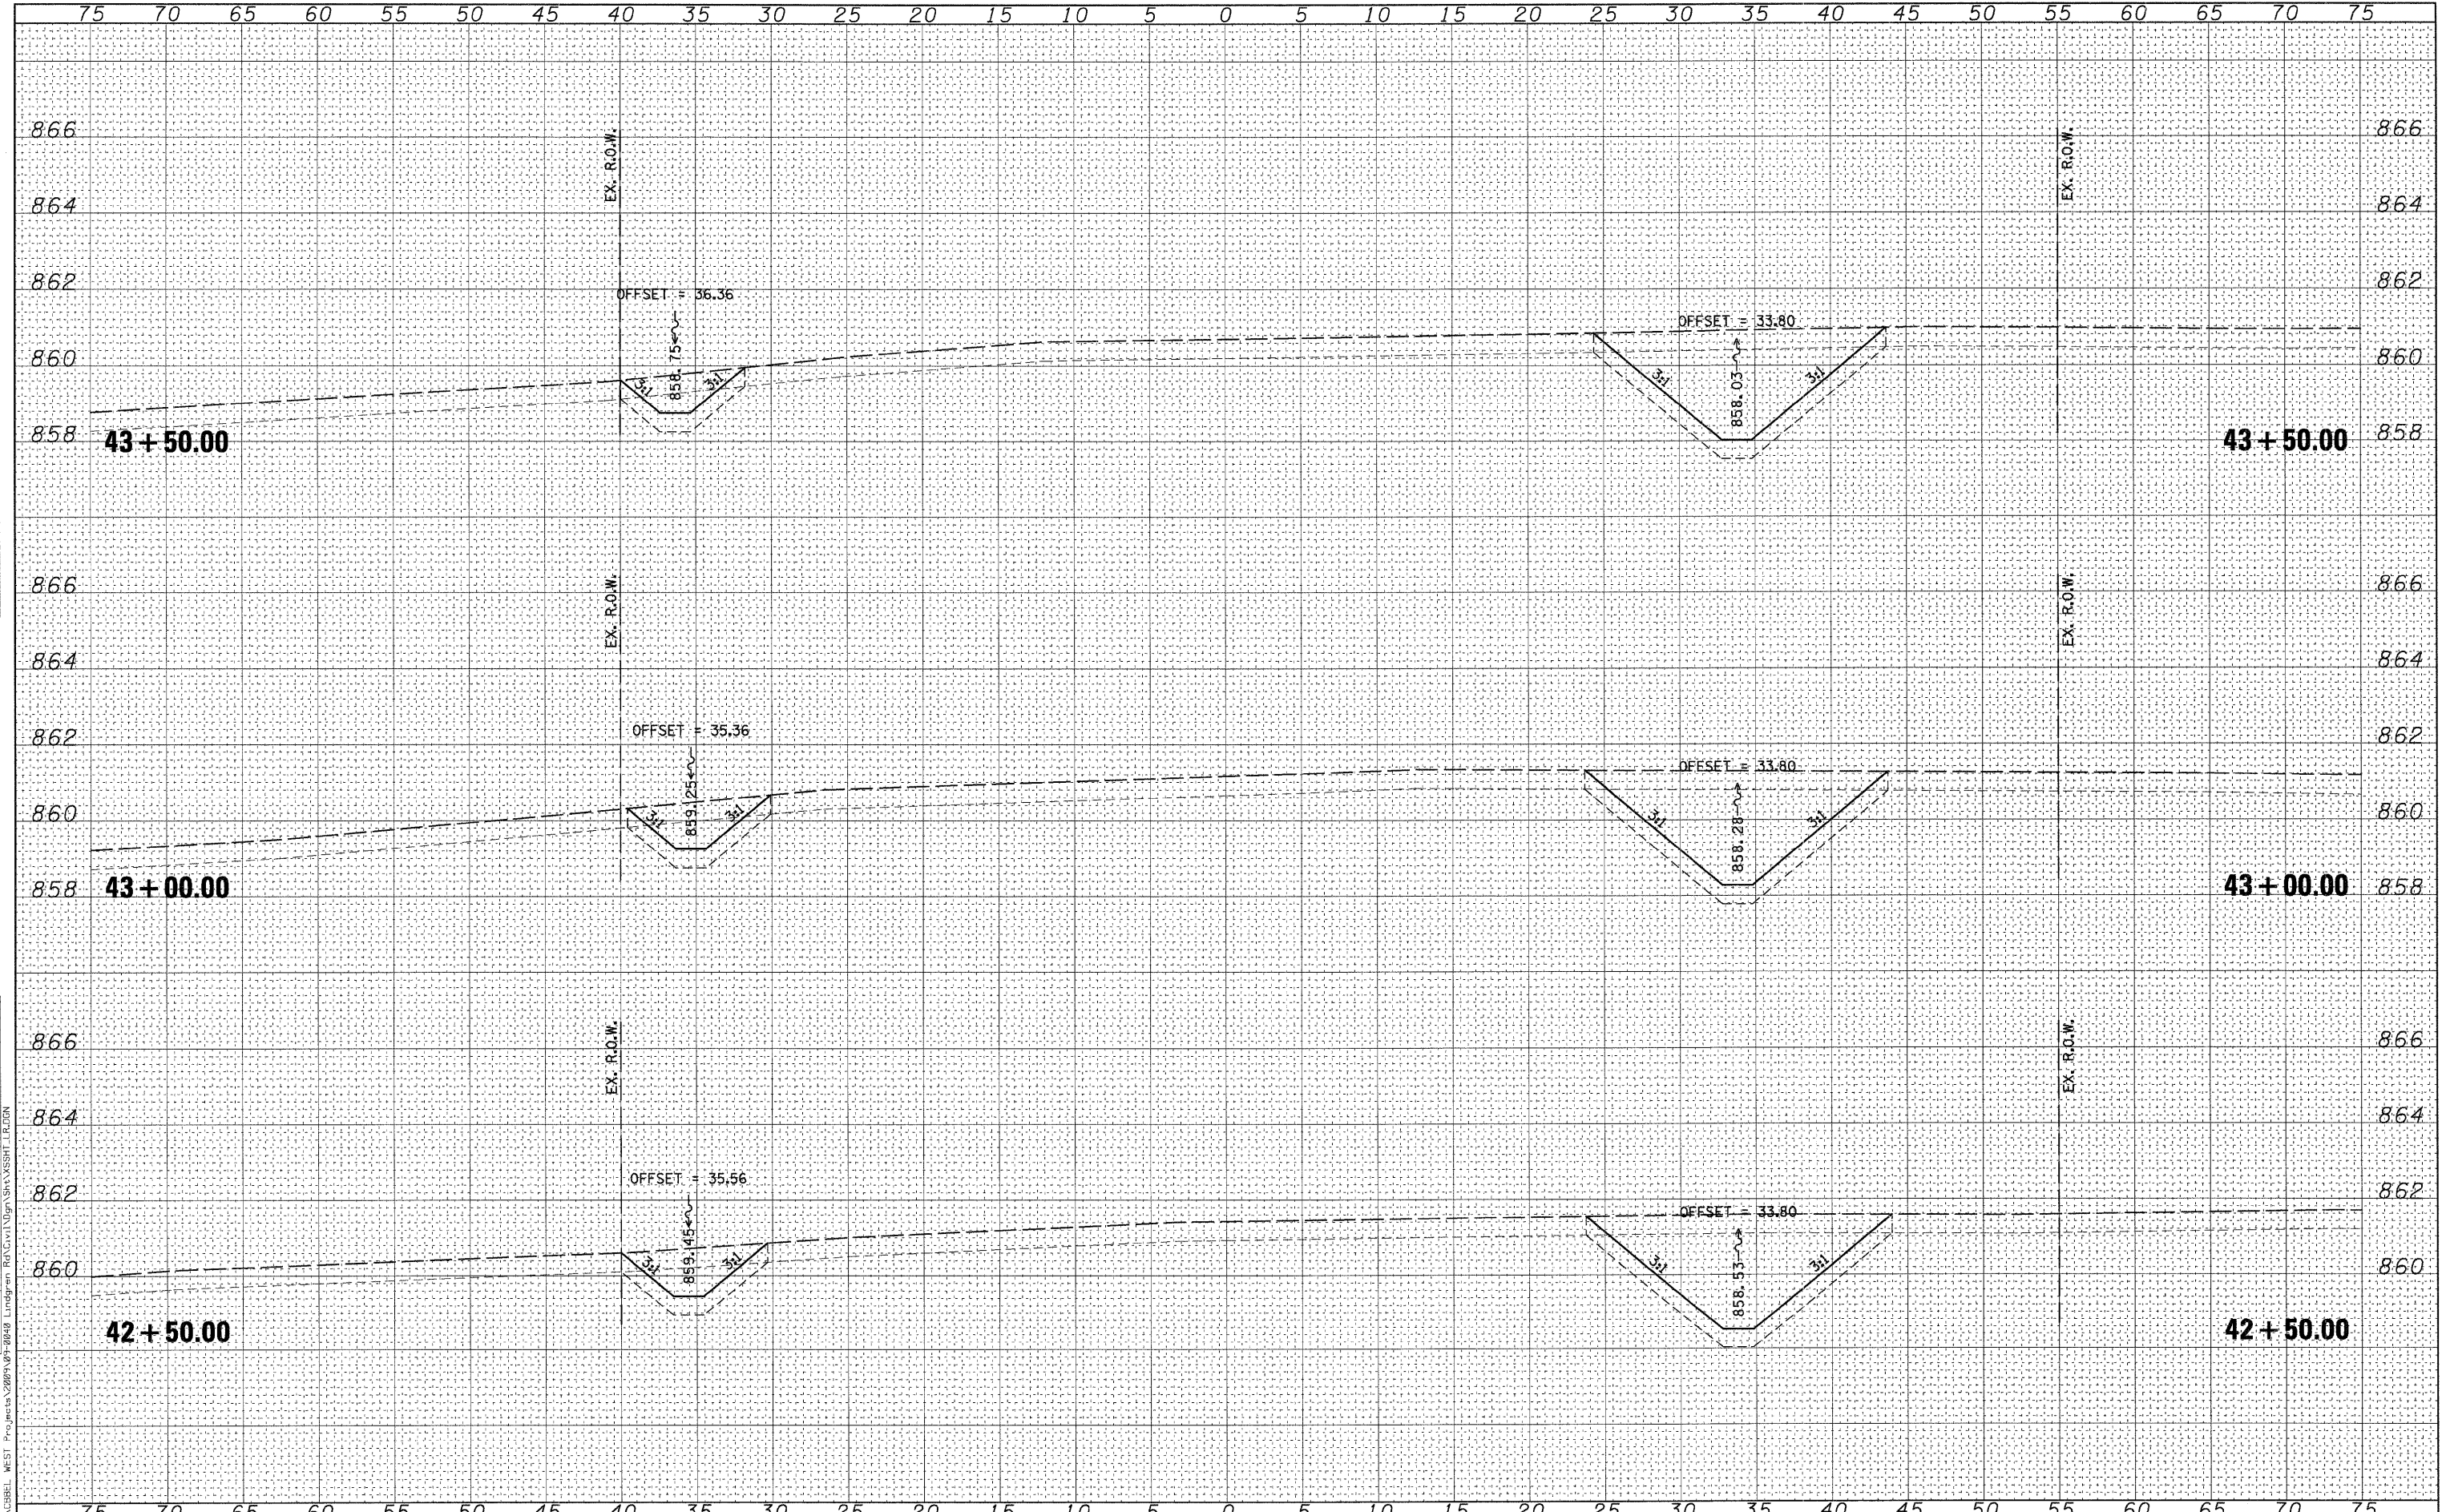 75 70 65 60 55 50 45 40 35 30 25 20 15 10 5 0 5 10 15 20 25 30 35 40 45 50 55 60 65 70 75
866 EX. R.O.W. EX. R.O.W. 866
864 864
862 862
OFFSET = 36.36
OFFSET = 33.80
860 3:1 858.75 3:1 3:1 858.03 3:1 860
858 43+50.00 43+50.00 858
866 EX. R.O.W. EX. R.O.W. 866
864 864
OFFSET = 35.36
862 862
OFFSET = 33.80
860 3:1 859.25 3:1 3:1 858.28 3:1 860
858 43+00.00 43+00.00 858
866 EX. R.O.W. EX. R.O.W. 866
864 864
OFFSET = 35.56
862 862
OFFSET = 33.80
860 3:1 859.45 3:1 3:1 858.53 3:1 860
42+50.00 42+50.00
75 70 65 60 55 50 45 40 35 30 25 20 15 10 5 0 5 10 15 20 25 30 35 40 45 50 55 60 65 70 75